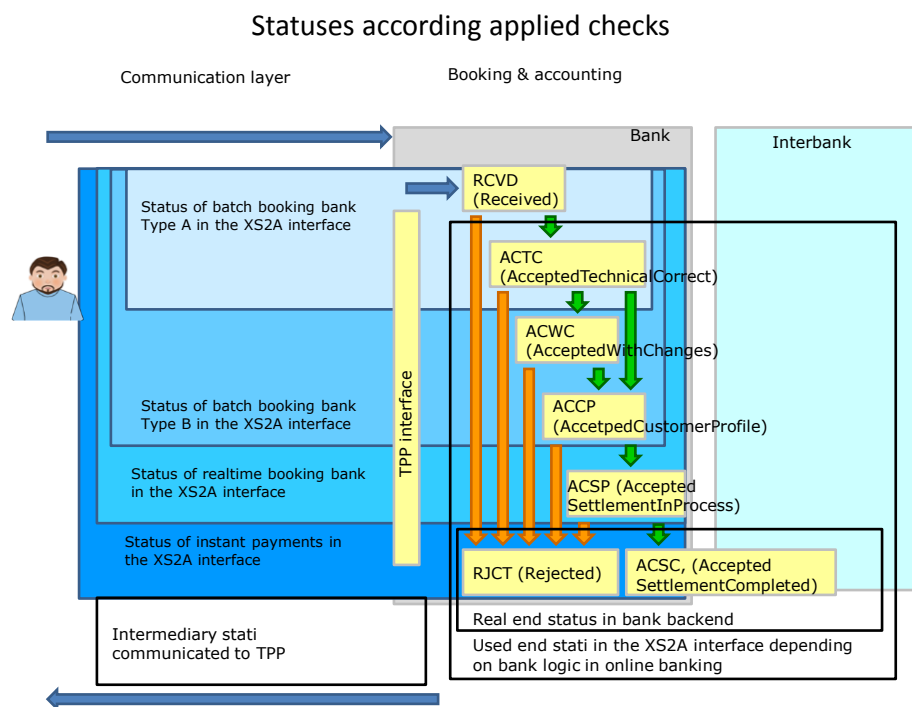 Statuses according applied checks
Communication layer
Booking & accounting
Bank
Interbank
RCVD
(Received)
Status of batch booking bank
Type A in the XS2A interface
ACTC
(AcceptedTechnicalCorrect)
ACWC
(AcceptedWithChanges)
Status of batch booking bank
Type B in the XS2A interface
ACCP
(AccetpedCustomerProfile)
TPP interface
Status of realtime booking bank
in the XS2A interface
ACSP (Accepted
SettlementInProcess)
Status of instant payments in
the XS2A interface
RJCT (Rejected)
ACSC, (Accepted
SettlementCompleted)
Real end status in bank backend
Intermediary stati
communicated to TPP
Used end stati in the XS2A interface depending
on bank logic in online banking